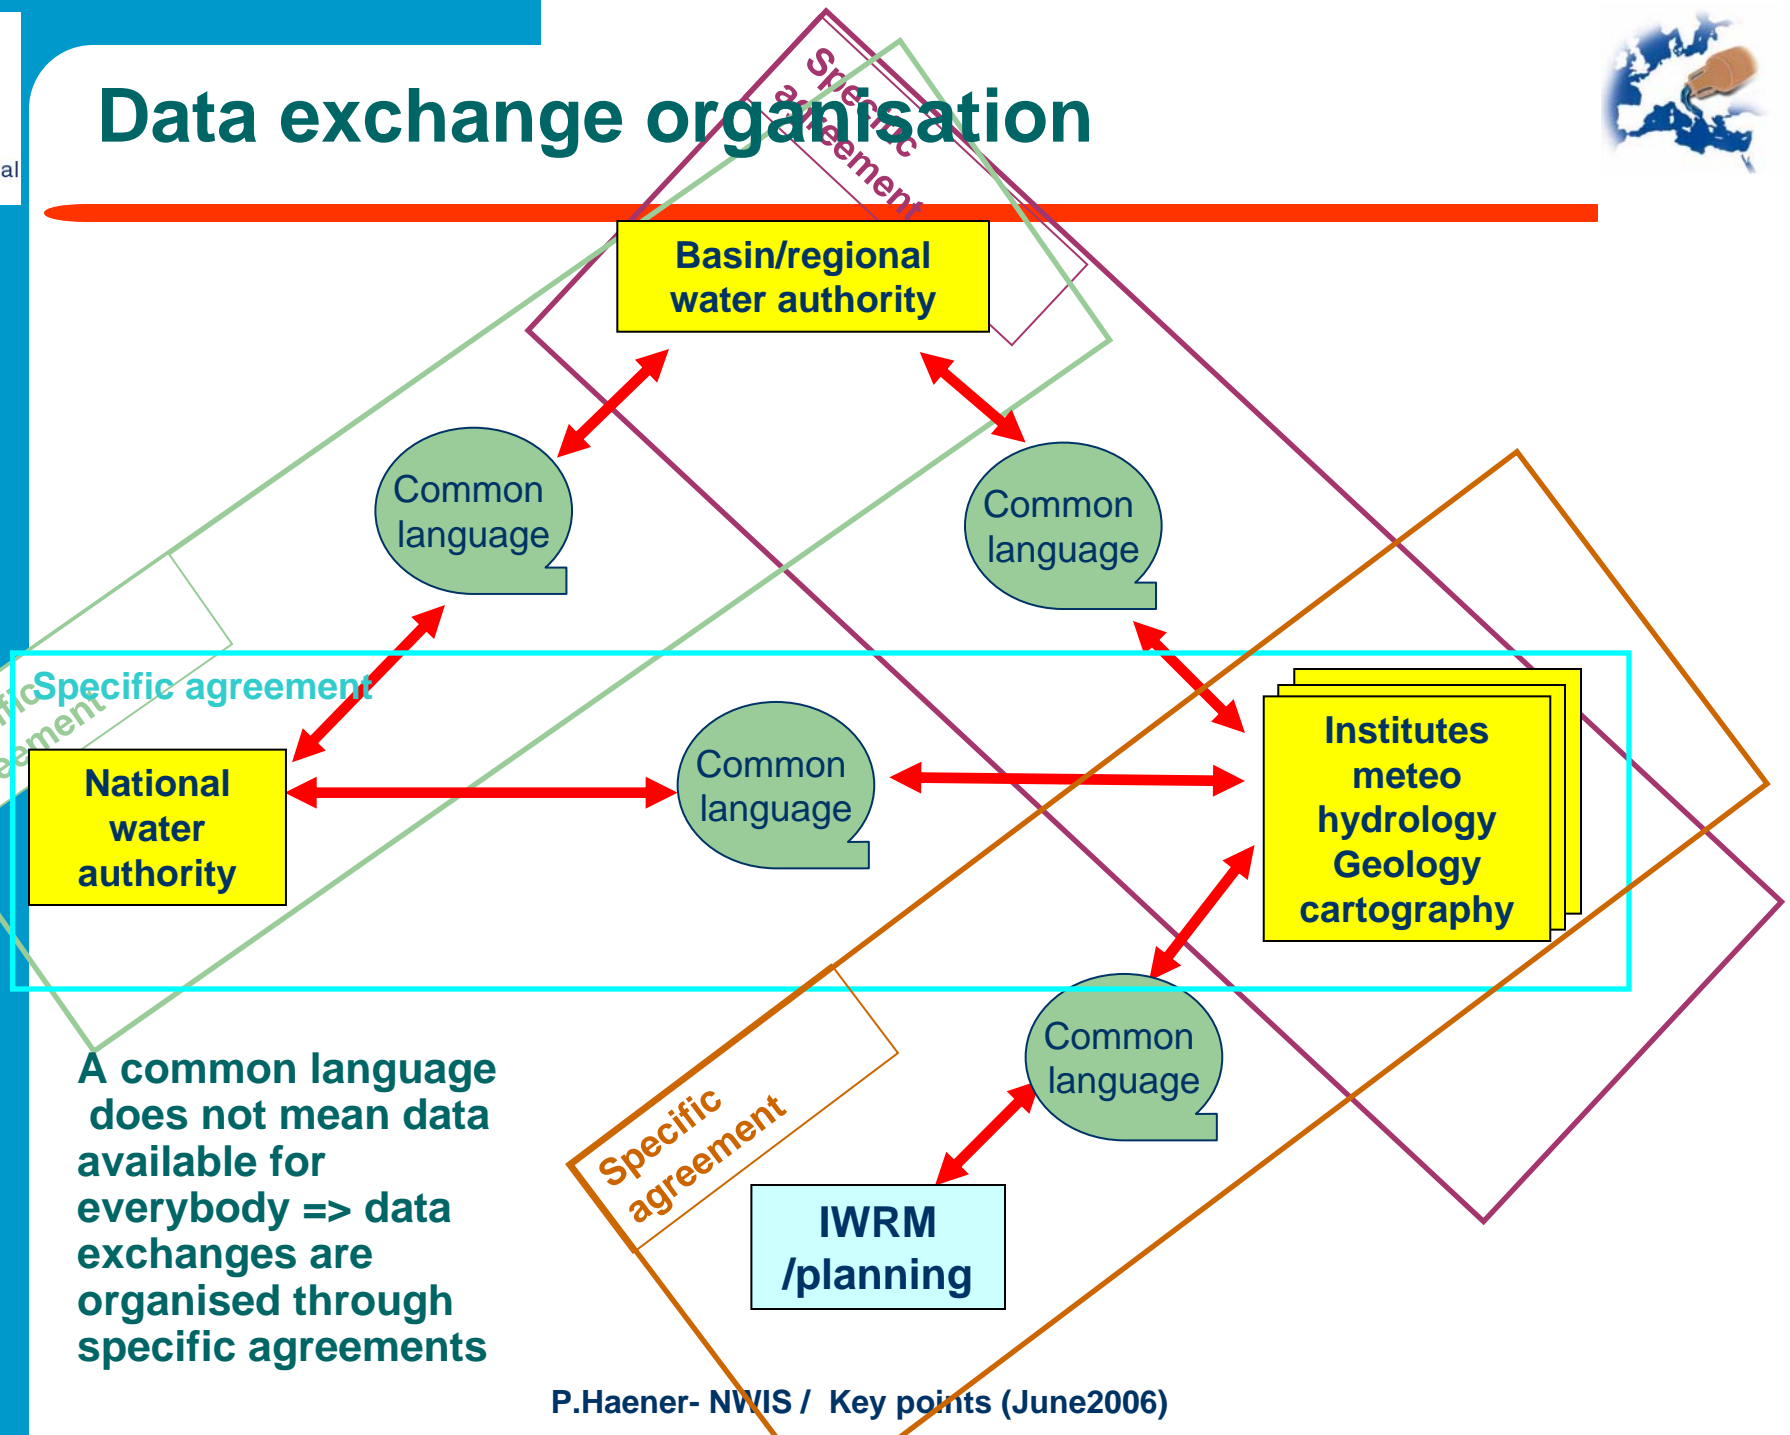 al
Data exchange organisation
Specific
agreement
Basin/regional
water authority
Common
language
Common
language
Specific agreement
National
water
authority
Common
language
Institutes
meteo
hydrology
Geology
cartography
Common
language
Specific
agreement
IWRM
/planning
A common language
does not mean data
available for
everybody => data
exchanges are
organised through
specific agreements
P.Haener- NWIS / Key points (June2006)